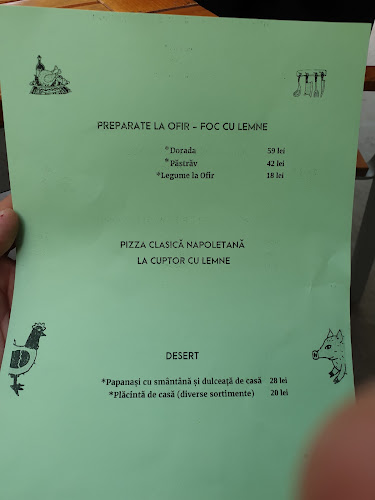 PREPARATE LA OFIR - FOC CU LEMNE
*Dorada 59 lei
*Păstrăv 42 lei
*Legume la Ofir 18 lei
PIZZA CLASICĂ NAPOLETANĂ
LA CUPTOR CU LEMNE
DESERT
*Papanași cu smântână și dulceață de casă 28 lei
*Plăcintă de casă (diverse sortimente) 20 lei